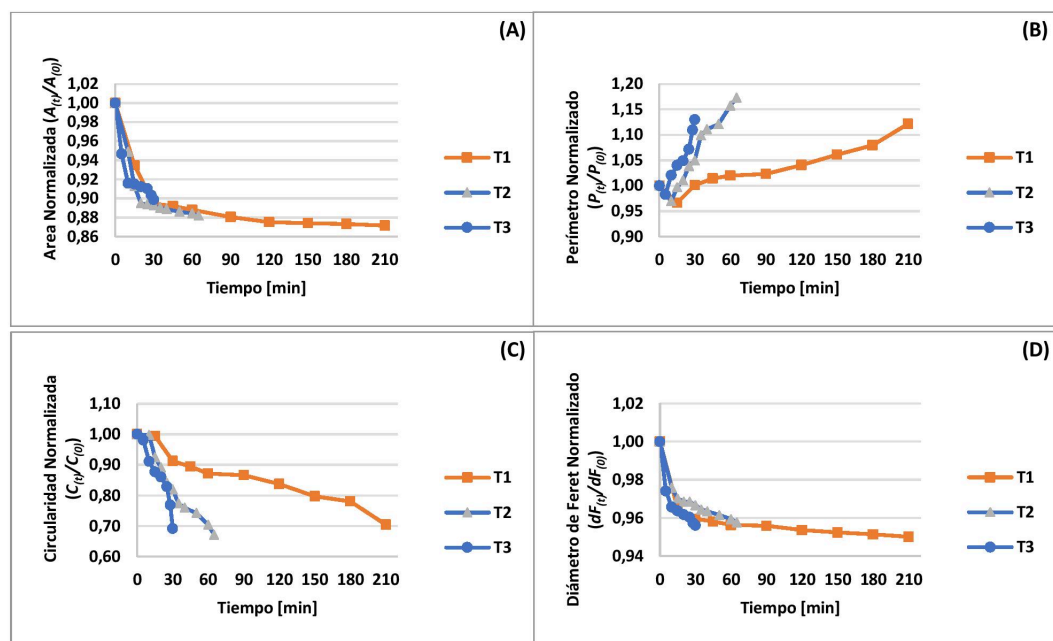 (A)
Area Normalizada (A(t)/A(0))
1,02
1,00
0,98
0,96
0,94
0,92
0,90
0,88
0,86
0 30 60 90 120 150 180 210
Tiempo [min]
T1
T2
T3
(B)
Perímetro Normalizado
(P(t)/P(0))
1,20
1,15
1,10
1,05
1,00
0,95
0,90
0 30 60 90 120 150 180 210
Tiempo [min]
T1
T2
T3
(C)
Circularidad Normalizada
(C(t)/C(0))
1,10
1,00
0,90
0,80
0,70
0,60
0 30 60 90 120 150 180 210
Tiempo [min]
T1
T2
T3
(D)
Diámetro de Feret Normalizado
(dF(t)/dF(0))
1,02
1,00
0,98
0,96
0,94
0 30 60 90 120 150 180 210
Tiempo [min]
T1
T2
T3